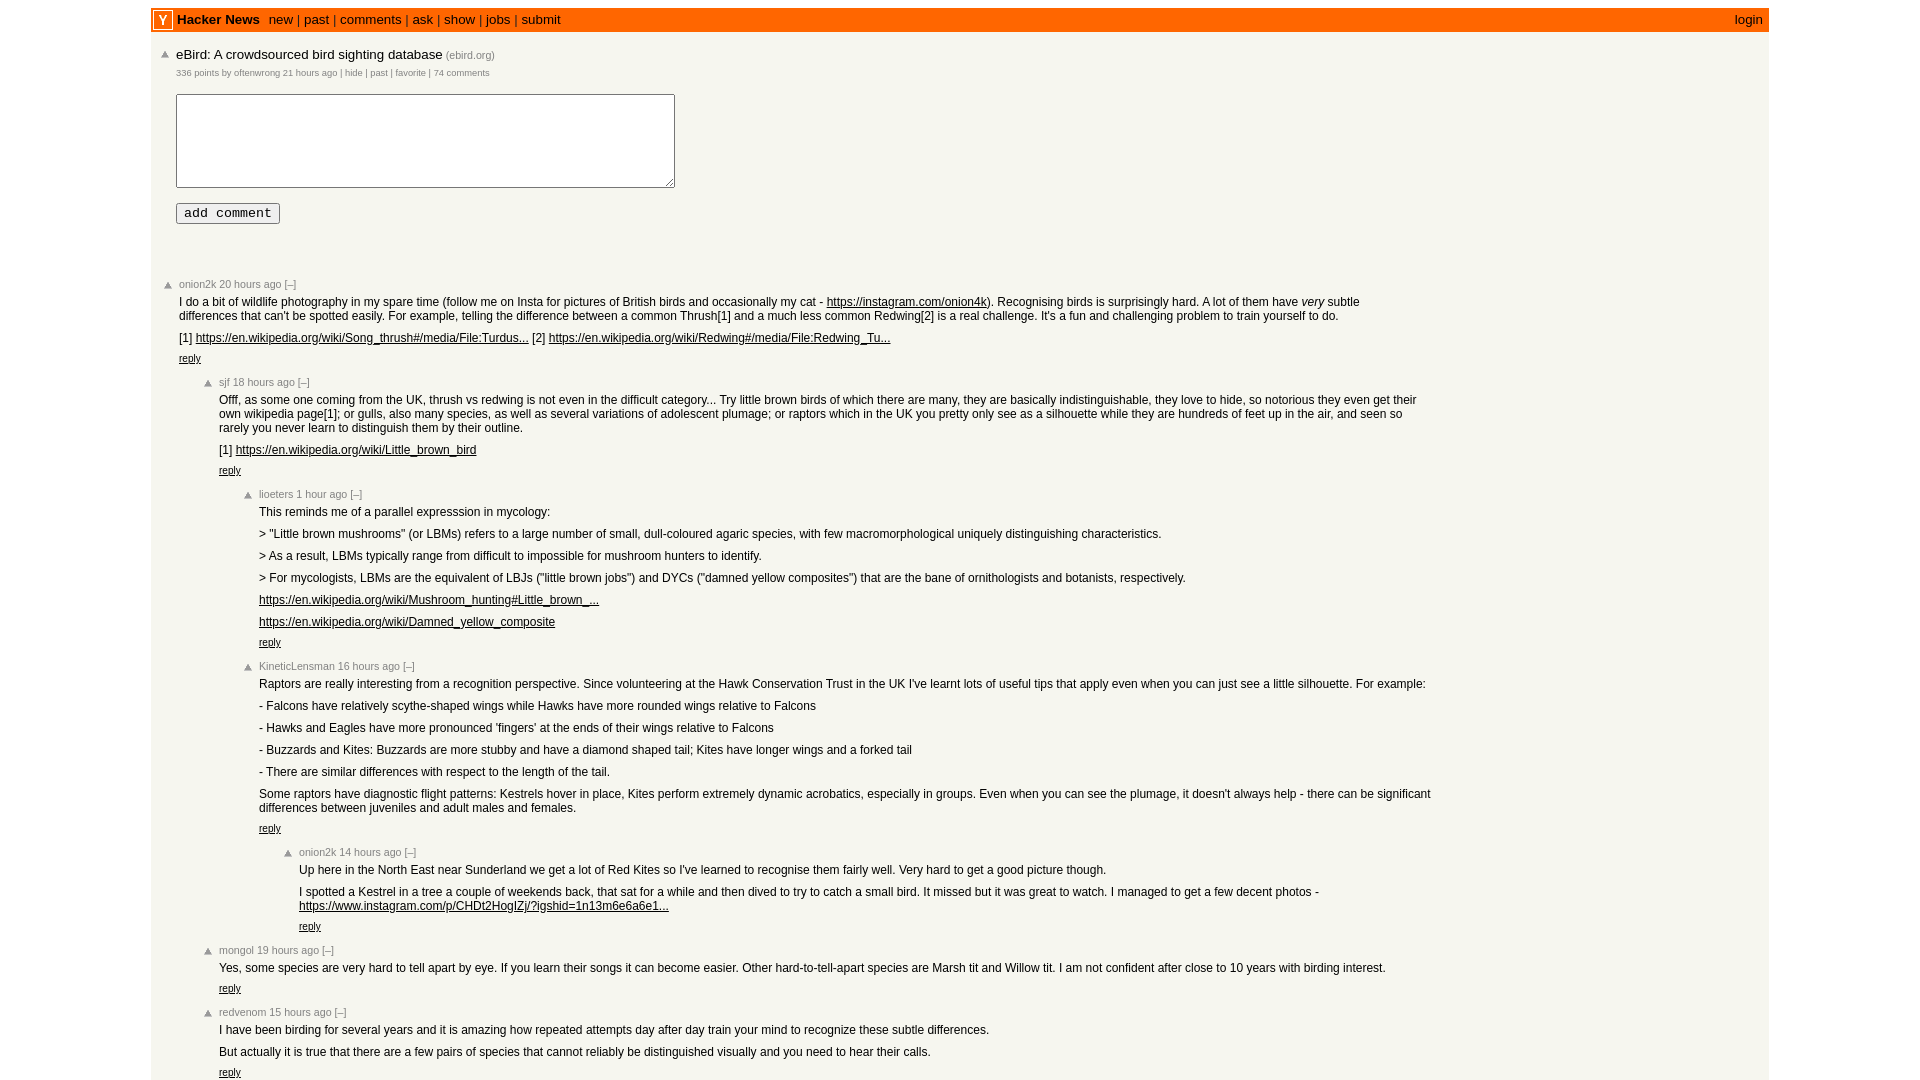 Y Hacker News new | past | comments | ask | show | jobs | submit login
eBird: A crowdsourced bird sighting database (ebird.org)
336 points by oftenwrong 21 hours ago | hide | past | favorite | 74 comments
add comment
onion2k 20 hours ago [–]
I do a bit of wildlife photography in my spare time (follow me on Insta for pictures of British birds and occasionally my cat - https://instagram.com/onion4k). Recognising birds is surprisingly hard. A lot of them have very subtle
differences that can't be spotted easily. For example, telling the difference between a common Thrush[1] and a much less common Redwing[2] is a real challenge. It's a fun and challenging problem to train yourself to do.
[1] https://en.wikipedia.org/wiki/Song_thrush#/media/File:Turdus... [2] https://en.wikipedia.org/wiki/Redwing#/media/File:Redwing_Tu...
reply
sjf 18 hours ago [–]
Offf, as some one coming from the UK, thrush vs redwing is not even in the difficult category... Try little brown birds of which there are many, they are basically indistinguishable, they love to hide, so notorious they even get their
own wikipedia page[1]; or gulls, also many species, as well as several variations of adolescent plumage; or raptors which in the UK you pretty only see as a silhouette while they are hundreds of feet up in the air, and seen so
rarely you never learn to distinguish them by their outline.
[1] https://en.wikipedia.org/wiki/Little_brown_bird
reply
lioeters 1 hour ago [–]
This reminds me of a parallel expresssion in mycology:
> "Little brown mushrooms" (or LBMs) refers to a large number of small, dull-coloured agaric species, with few macromorphological uniquely distinguishing characteristics.
> As a result, LBMs typically range from difficult to impossible for mushroom hunters to identify.
> For mycologists, LBMs are the equivalent of LBJs ("little brown jobs") and DYCs ("damned yellow composites") that are the bane of ornithologists and botanists, respectively.
https://en.wikipedia.org/wiki/Mushroom_hunting#Little_brown_...
https://en.wikipedia.org/wiki/Damned_yellow_composite
reply
KineticLensman 16 hours ago [–]
Raptors are really interesting from a recognition perspective. Since volunteering at the Hawk Conservation Trust in the UK I've learnt lots of useful tips that apply even when you can just see a little silhouette. For example:
- Falcons have relatively scythe-shaped wings while Hawks have more rounded wings relative to Falcons
- Hawks and Eagles have more pronounced 'fingers' at the ends of their wings relative to Falcons
- Buzzards and Kites: Buzzards are more stubby and have a diamond shaped tail; Kites have longer wings and a forked tail
- There are similar differences with respect to the length of the tail.
Some raptors have diagnostic flight patterns: Kestrels hover in place, Kites perform extremely dynamic acrobatics, especially in groups. Even when you can see the plumage, it doesn't always help - there can be significant
differences between juveniles and adult males and females.
reply
onion2k 14 hours ago [–]
Up here in the North East near Sunderland we get a lot of Red Kites so I've learned to recognise them fairly well. Very hard to get a good picture though.
I spotted a Kestrel in a tree a couple of weekends back, that sat for a while and then dived to try to catch a small bird. It missed but it was great to watch. I managed to get a few decent photos -
https://www.instagram.com/p/CHDt2HogIZj/?igshid=1n13m6e6a6e1...
reply
mongol 19 hours ago [–]
Yes, some species are very hard to tell apart by eye. If you learn their songs it can become easier. Other hard-to-tell-apart species are Marsh tit and Willow tit. I am not confident after close to 10 years with birding interest.
reply
redvenom 15 hours ago [–]
I have been birding for several years and it is amazing how repeated attempts day after day train your mind to recognize these subtle differences.
But actually it is true that there are a few pairs of species that cannot reliably be distinguished visually and you need to hear their calls.
reply